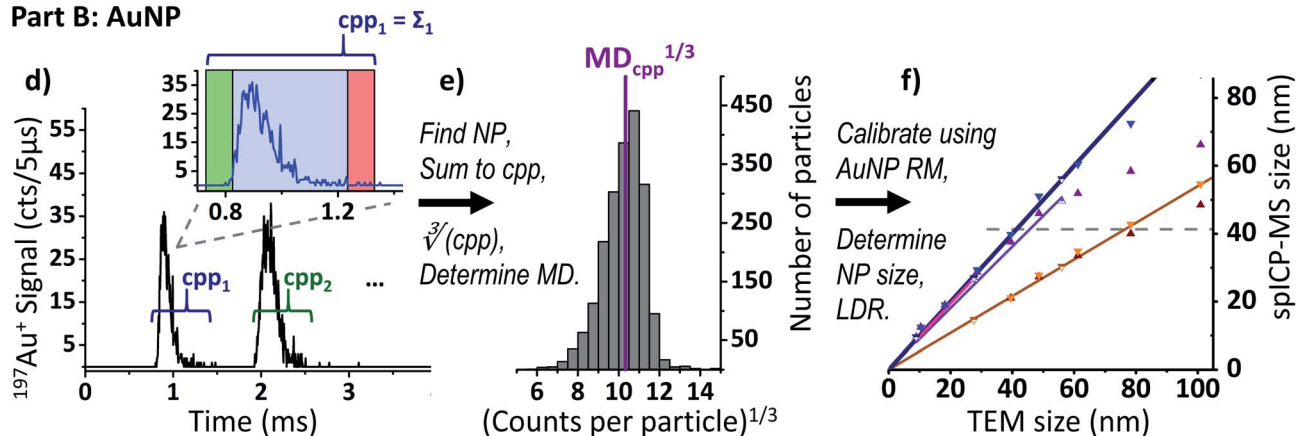 Part B: AuNP
cpp₁ = Σ₁
d)
¹⁹⁷Au⁺ Signal (cts/5µs)
55
45
35
25
15
5
35
25
15
5
0.8 1.2
cpp₁
cpp₂
...
0 1 2 3
Time (ms)
Find NP,
Sum to cpp,
∛(cpp),
Determine MD.
e)
MD_cpp^1/3
450
350
250
150
50
Number of particles
6 8 10 12 14
(Counts per particle)^1/3
Calibrate using
AuNP RM,
Determine
NP size,
LDR.
f)
80
60
40
20
0
spICP-MS size (nm)
0 20 40 60 80 100
TEM size (nm)